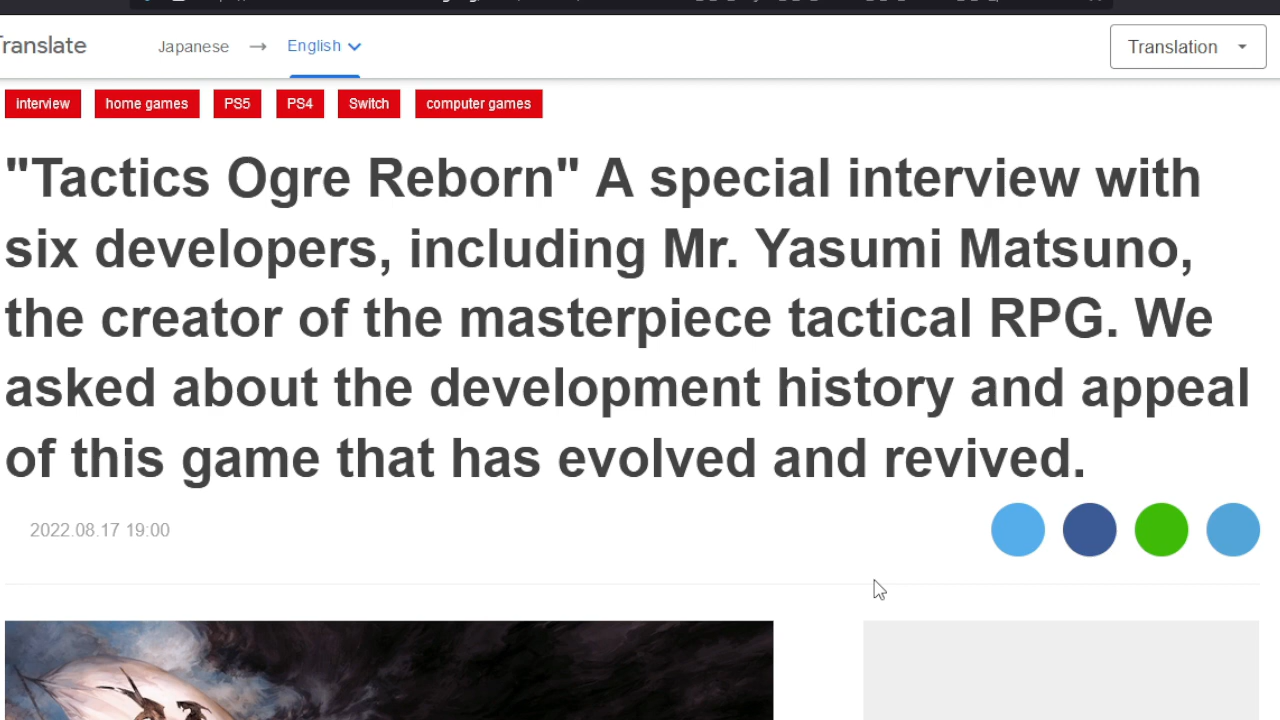 Translate
Japanese → English
Translation
interview home games PS5 PS4 Switch computer games
"Tactics Ogre Reborn" A special interview with
six developers, including Mr. Yasumi Matsuno,
the creator of the masterpiece tactical RPG. We
asked about the development history and appeal
of this game that has evolved and revived.
2022.08.17 19:00